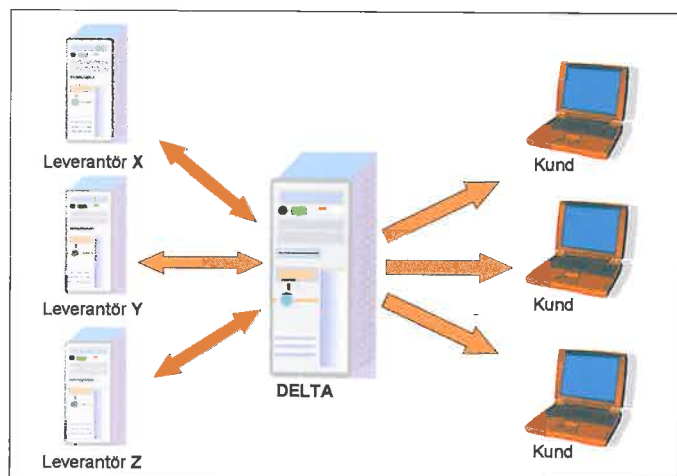 Leverantör X
Kund
Leverantör Y
Kund
DELTA
Leverantör Z
Kund